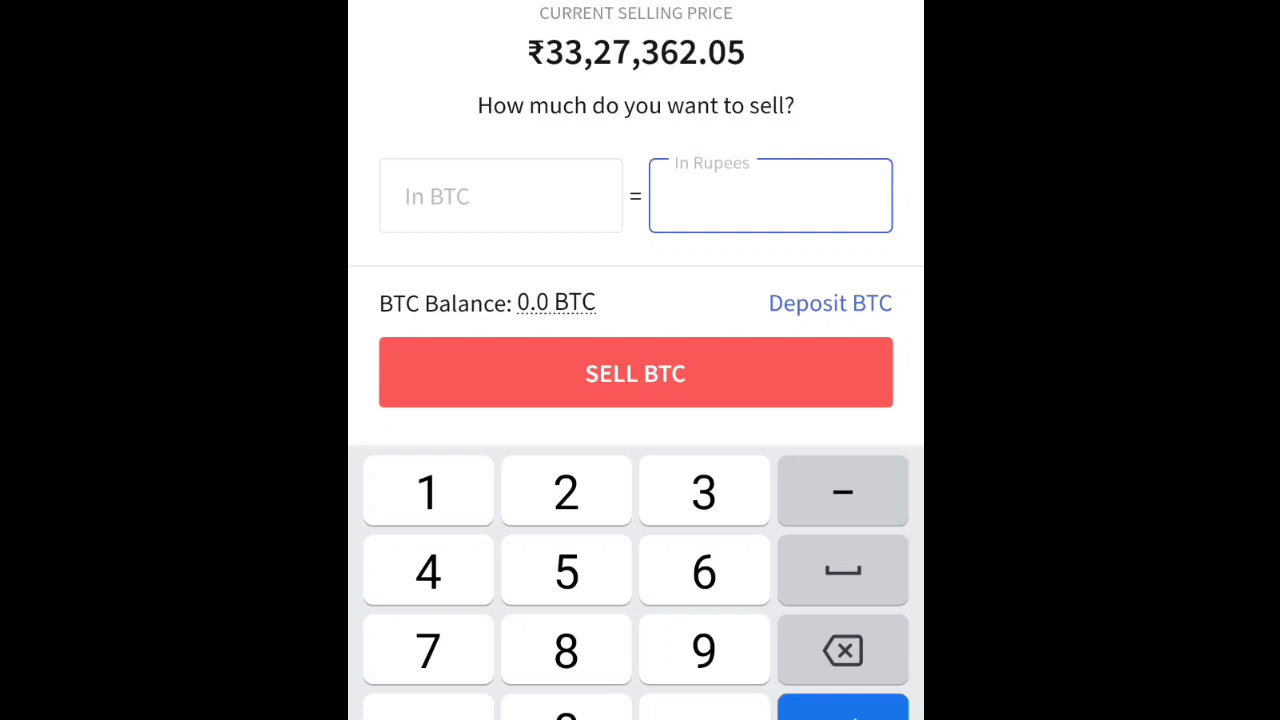 CURRENT SELLING PRICE
₹33,27,362.05
How much do you want to sell?
In BTC = In Rupees
BTC Balance: 0.0 BTC Deposit BTC
SELL BTC
1 2 3 –
4 5 6
7 8 9